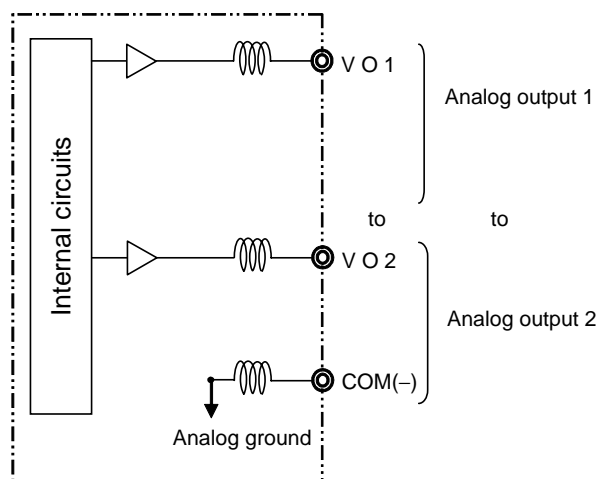 V O 1
Analog output 1
Internal circuits
to
to
V O 2
Analog output 2
COM(−)
Analog ground